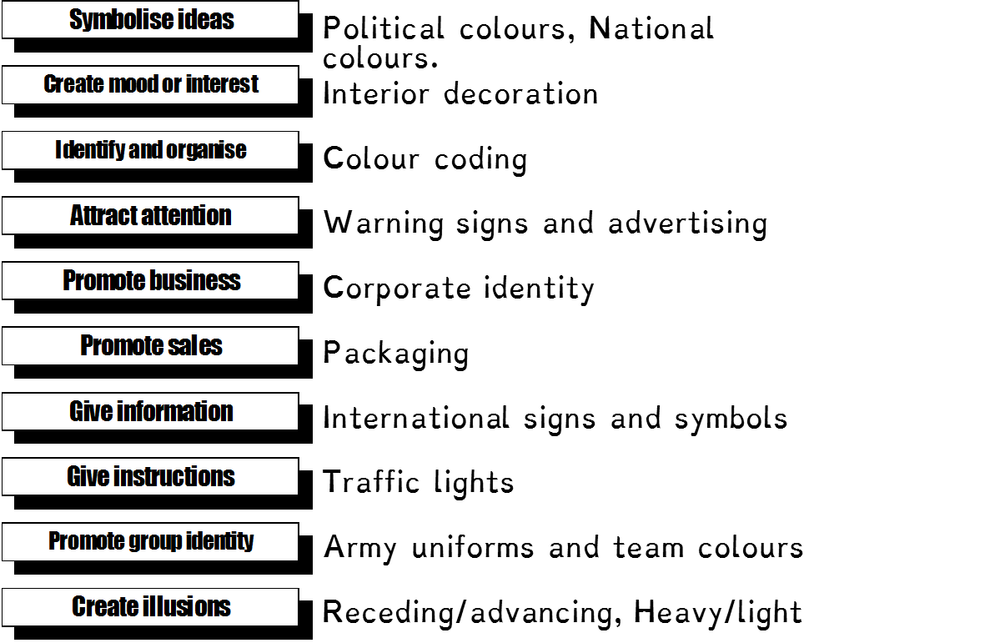 Symbolise ideas
Political colours, National
colours.
Create mood or interest
Interior decoration
Identify and organise
Colour coding
Attract attention
Warning signs and advertising
Promote business
Corporate identity
Promote sales
Packaging
Give information
International signs and symbols
Give instructions
Traffic lights
Promote group identity
Army uniforms and team colours
Create illusions
Receding/advancing, Heavy/light